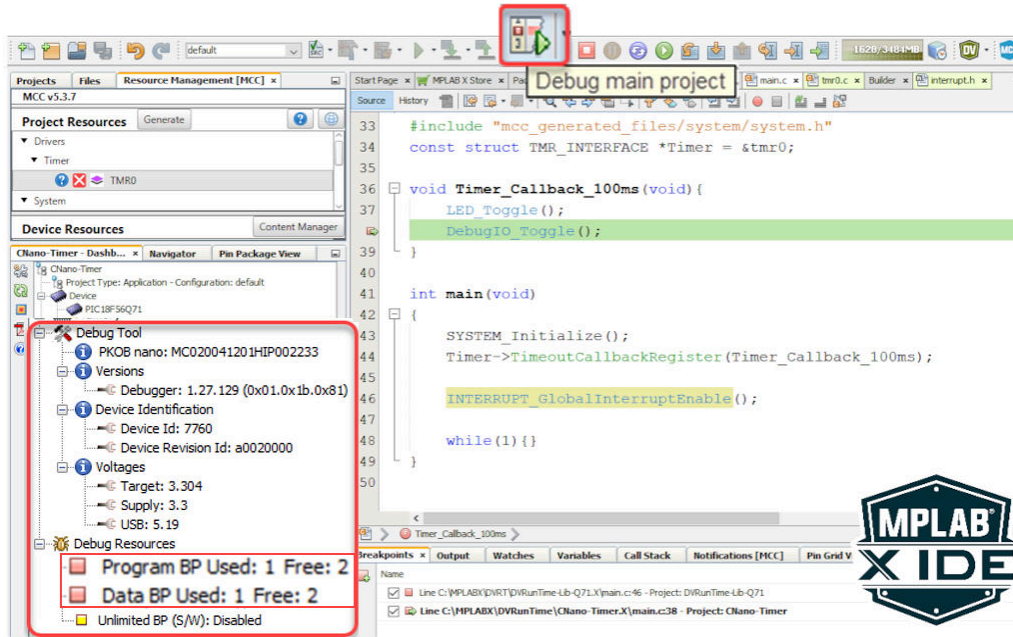 default
1628/3484MB
DV
MC
Debug main project
Projects Files Resource Management [MCC] ×
MCC v5.3.7
Project Resources Generate
Drivers
Timer
TMR0
System
Device Resources Content Manager
CNano-Timer - Dashb... × Navigator Pin Package View
CNano-Timer
Project Type: Application - Configuration: default
Device
PIC18F56Q71
Debug Tool
PKOB nano: MC020041201HIP002233
Versions
Debugger: 1.27.129 (0x01.0x1b.0x81)
Device Identification
Device Id: 7760
Device Revision Id: a0020000
Voltages
Target: 3.304
Supply: 3.3
USB: 5.19
Debug Resources
Program BP Used: 1 Free: 2
Data BP Used: 1 Free: 2
Unlimited BP (S/W): Disabled
Start Page × MPLAB X Store × main.c × tmr0.c × Builder × interrupt.h ×
Source History
33 #include "mcc_generated_files/system/system.h"
34 const struct TMR_INTERFACE *Timer = &tmr0;
35
36 void Timer_Callback_100ms(void){
37 LED_Toggle();
DebugIO_Toggle();
39 }
40
41 int main(void)
42 {
43 SYSTEM_Initialize();
44 Timer->TimeoutCallbackRegister(Timer_Callback_100ms);
45
46 INTERRUPT_GlobalInterruptEnable();
47
48 while(1){}
49 }
50
Timer_Callback_100ms
Breakpoints × Output Watches Variables Call Stack Notifications [MCC] Pin Grid V
Name
Line C:\MPLABX\DVRT\DVRunTime-Lib-Q71.X\main.c:46 - Project: DVRunTime-Lib-Q71
Line C:\MPLABX\DVRunTime\CNano-Timer.X\main.c:38 - Project: CNano-Timer
MPLAB®
X IDE